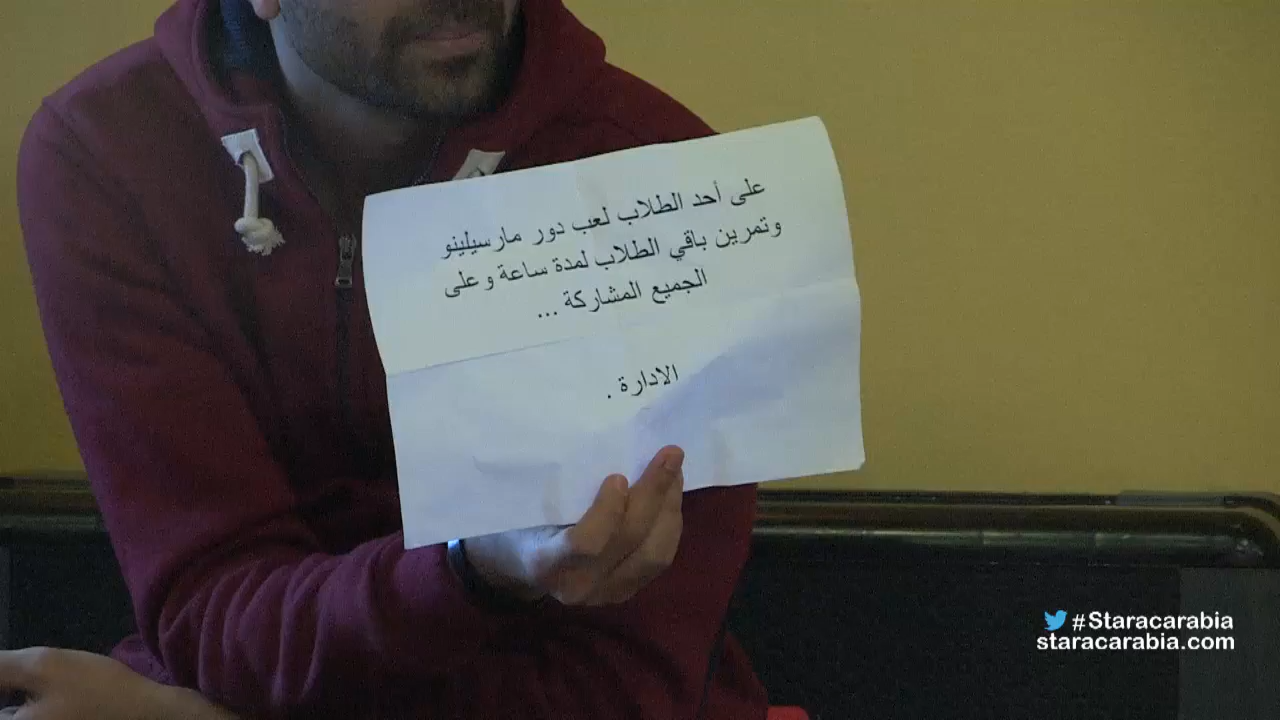 على أحد الطلاب لعب دور مارسيلينو
وتمرين باقي الطلاب لمدة ساعة وعلى
الجميع المشاركة ...
الادارة .
#Staracarabia
staracarabia.com